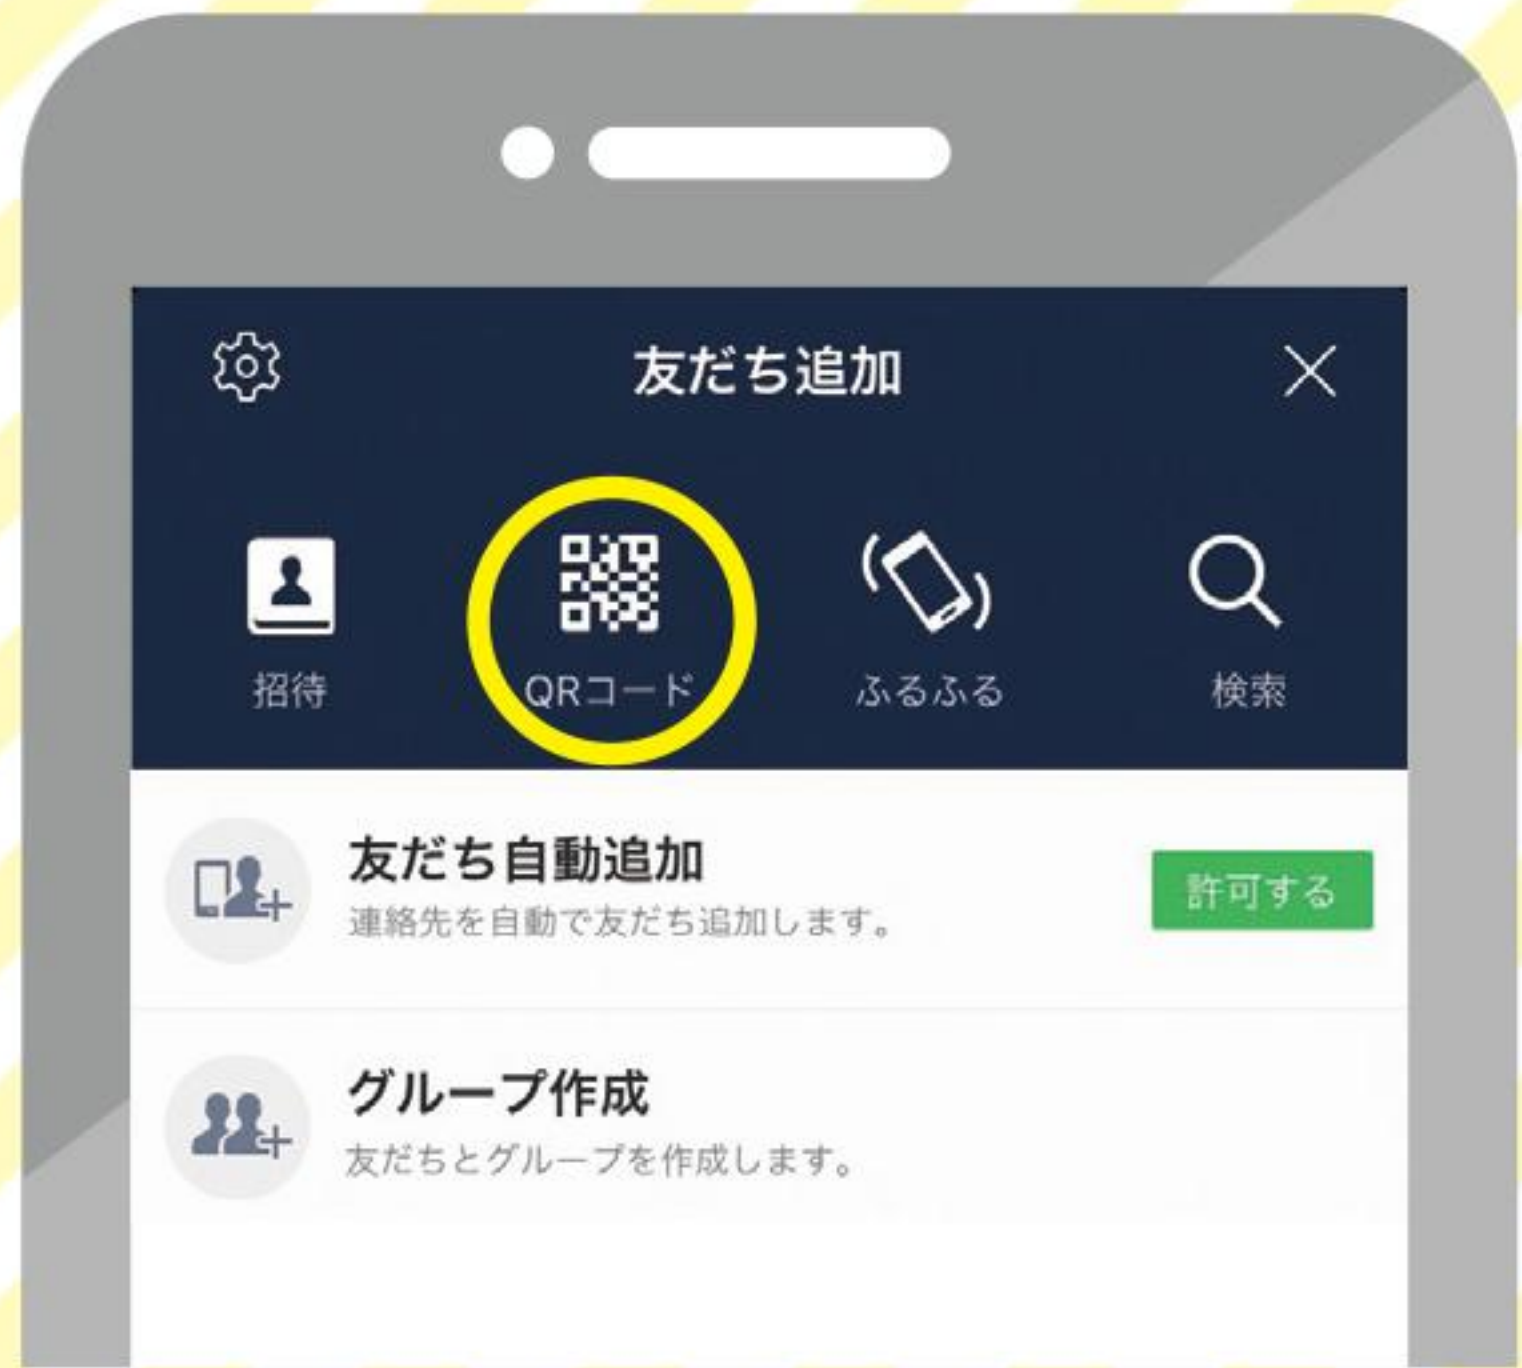 友だち追加
招待
QRコード
ふるふる
検索
友だち自動追加
連絡先を自動で友だち追加します。
許可する
グループ作成
友だちとグループを作成します。